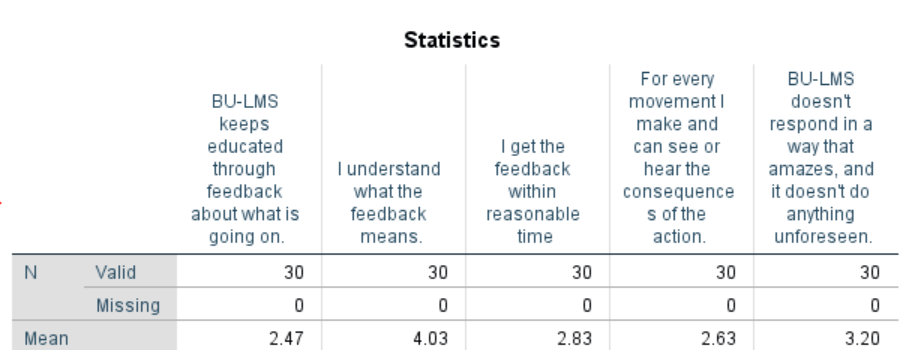 Statistics
BU-LMS
keeps
educated
through
feedback
about what is
going on.
I understand
what the
feedback
means.
I get the
feedback
within
reasonable
time
For every
movement I
make and
can see or
hear the
consequence
s of the
action.
BU-LMS
doesn't
respond in a
way that
amazes, and
it doesn't do
anything
unforeseen.
N Valid 30 30 30 30 30
Missing 0 0 0 0 0
Mean 2.47 4.03 2.83 2.63 3.20